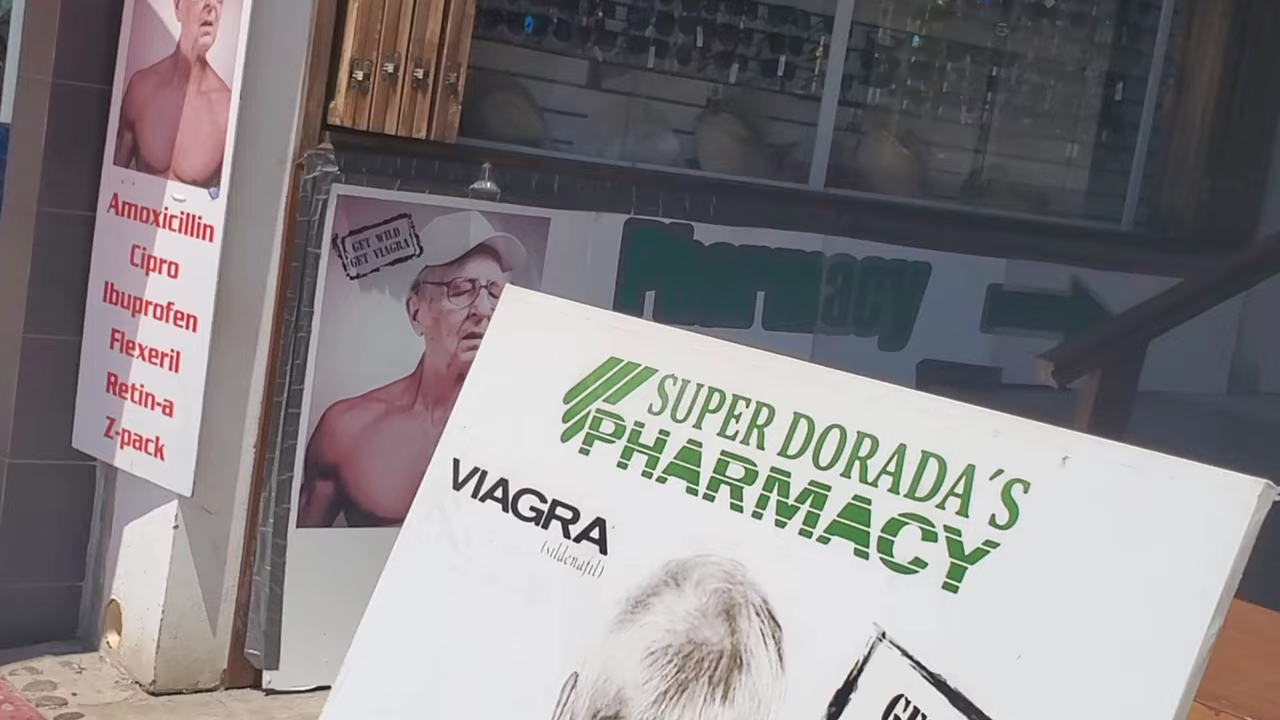 Amoxicillin
Cipro
Ibuprofen
Flexeril
Retin-a
Z-pack
GET WILD
GET VIAGRA
Pharmacy
SUPER DORADA´S
PHARMACY
VIAGRA
(sildenafil)